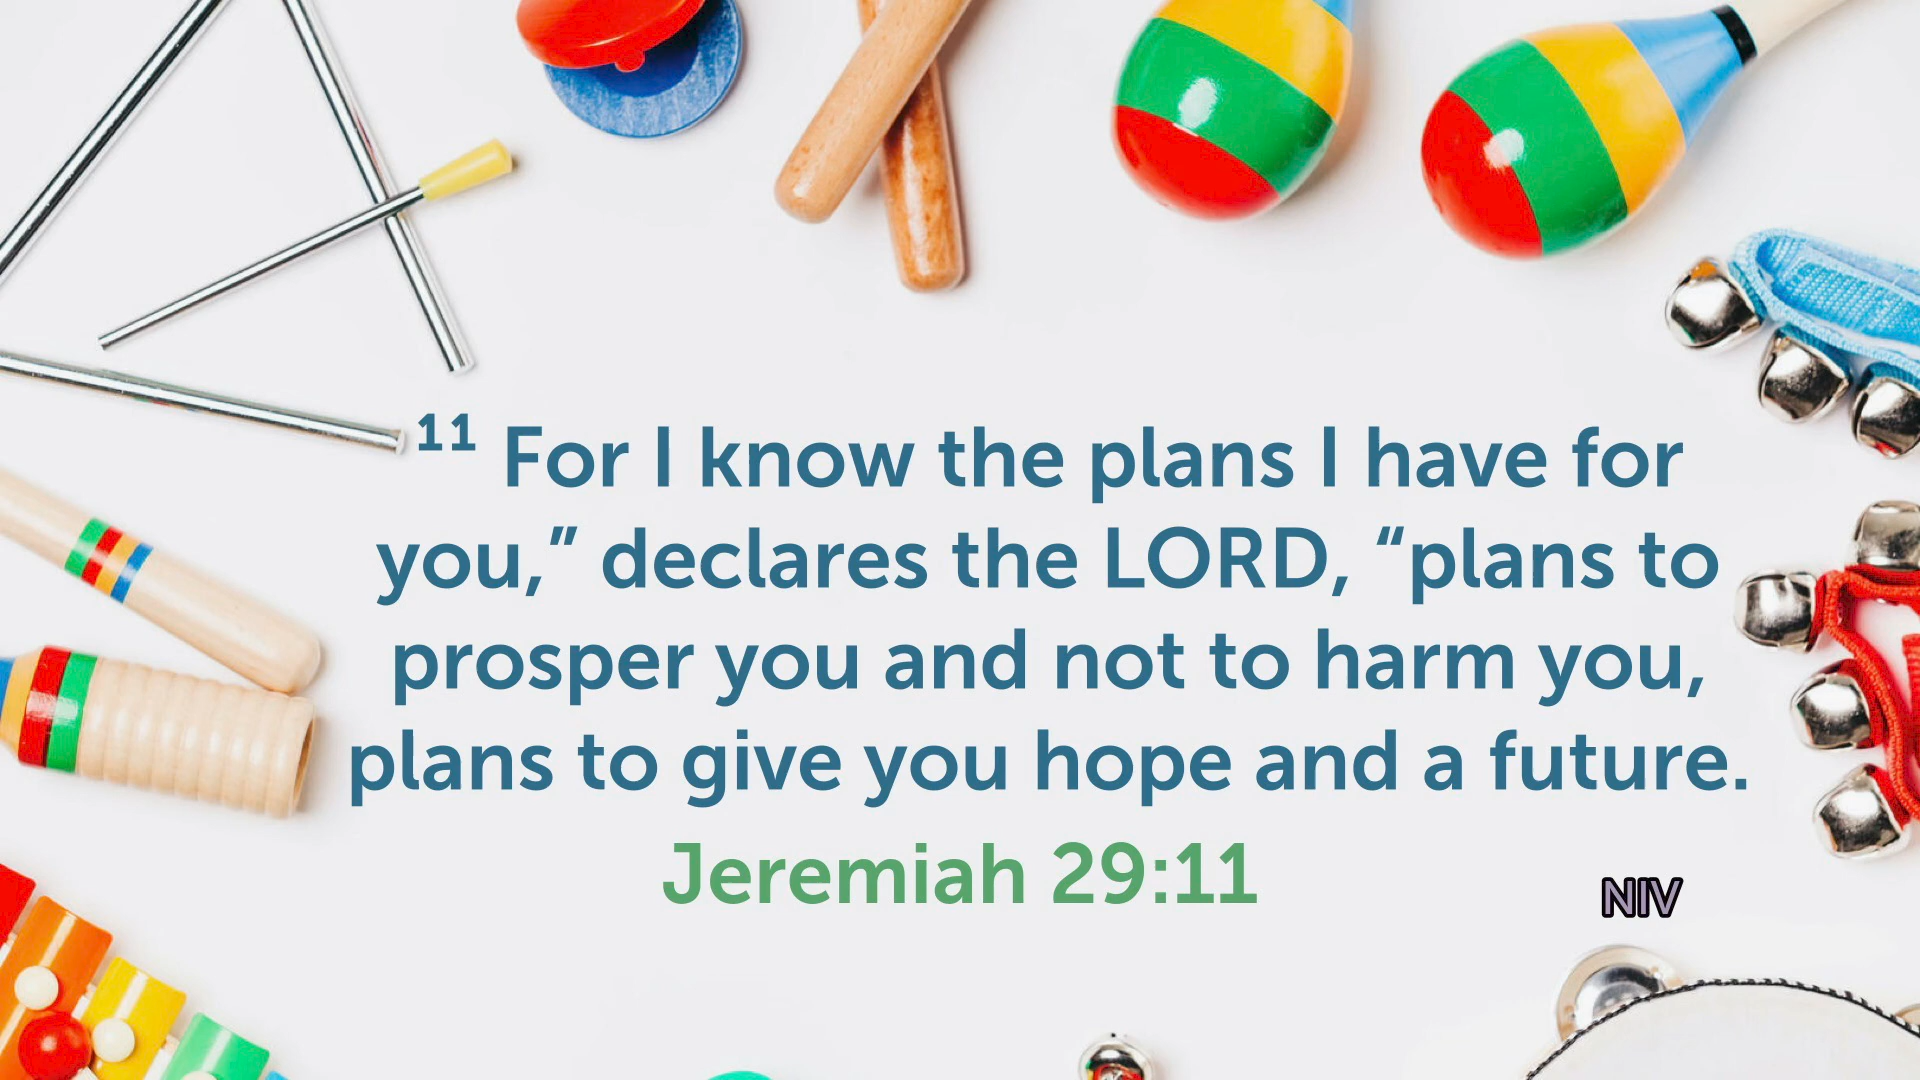 ¹¹ For I know the plans I have for
you,” declares the LORD, “plans to
prosper you and not to harm you,
plans to give you hope and a future.
Jeremiah 29:11
NIV